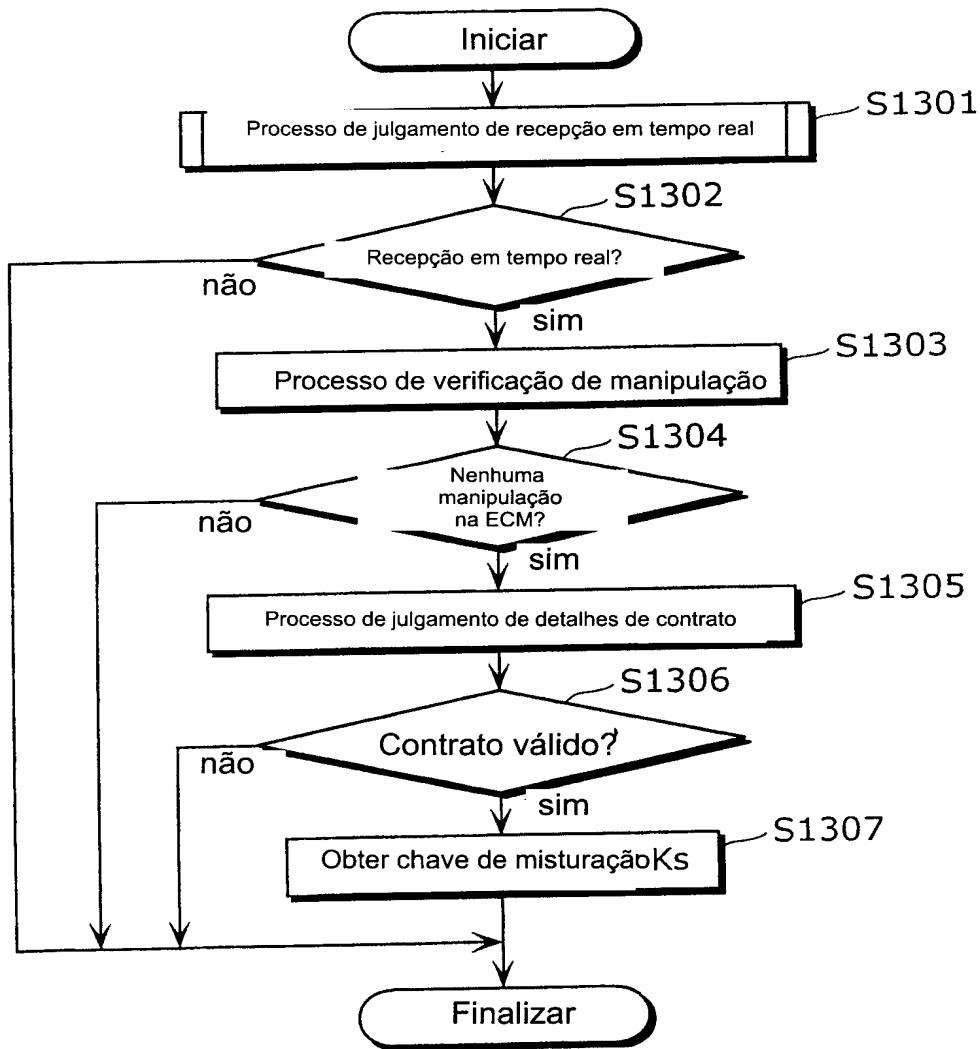 Iniciar
S1301
Processo de julgamento de recepção em tempo real
S1302
Recepção em tempo real?
não
sim
S1303
Processo de verificação de manipulação
S1304
Nenhuma
manipulação
na ECM?
não
sim
S1305
Processo de julgamento de detalhes de contrato
S1306
Contrato válido?
não
sim
S1307
Obter chave de misturação Ks
Finalizar